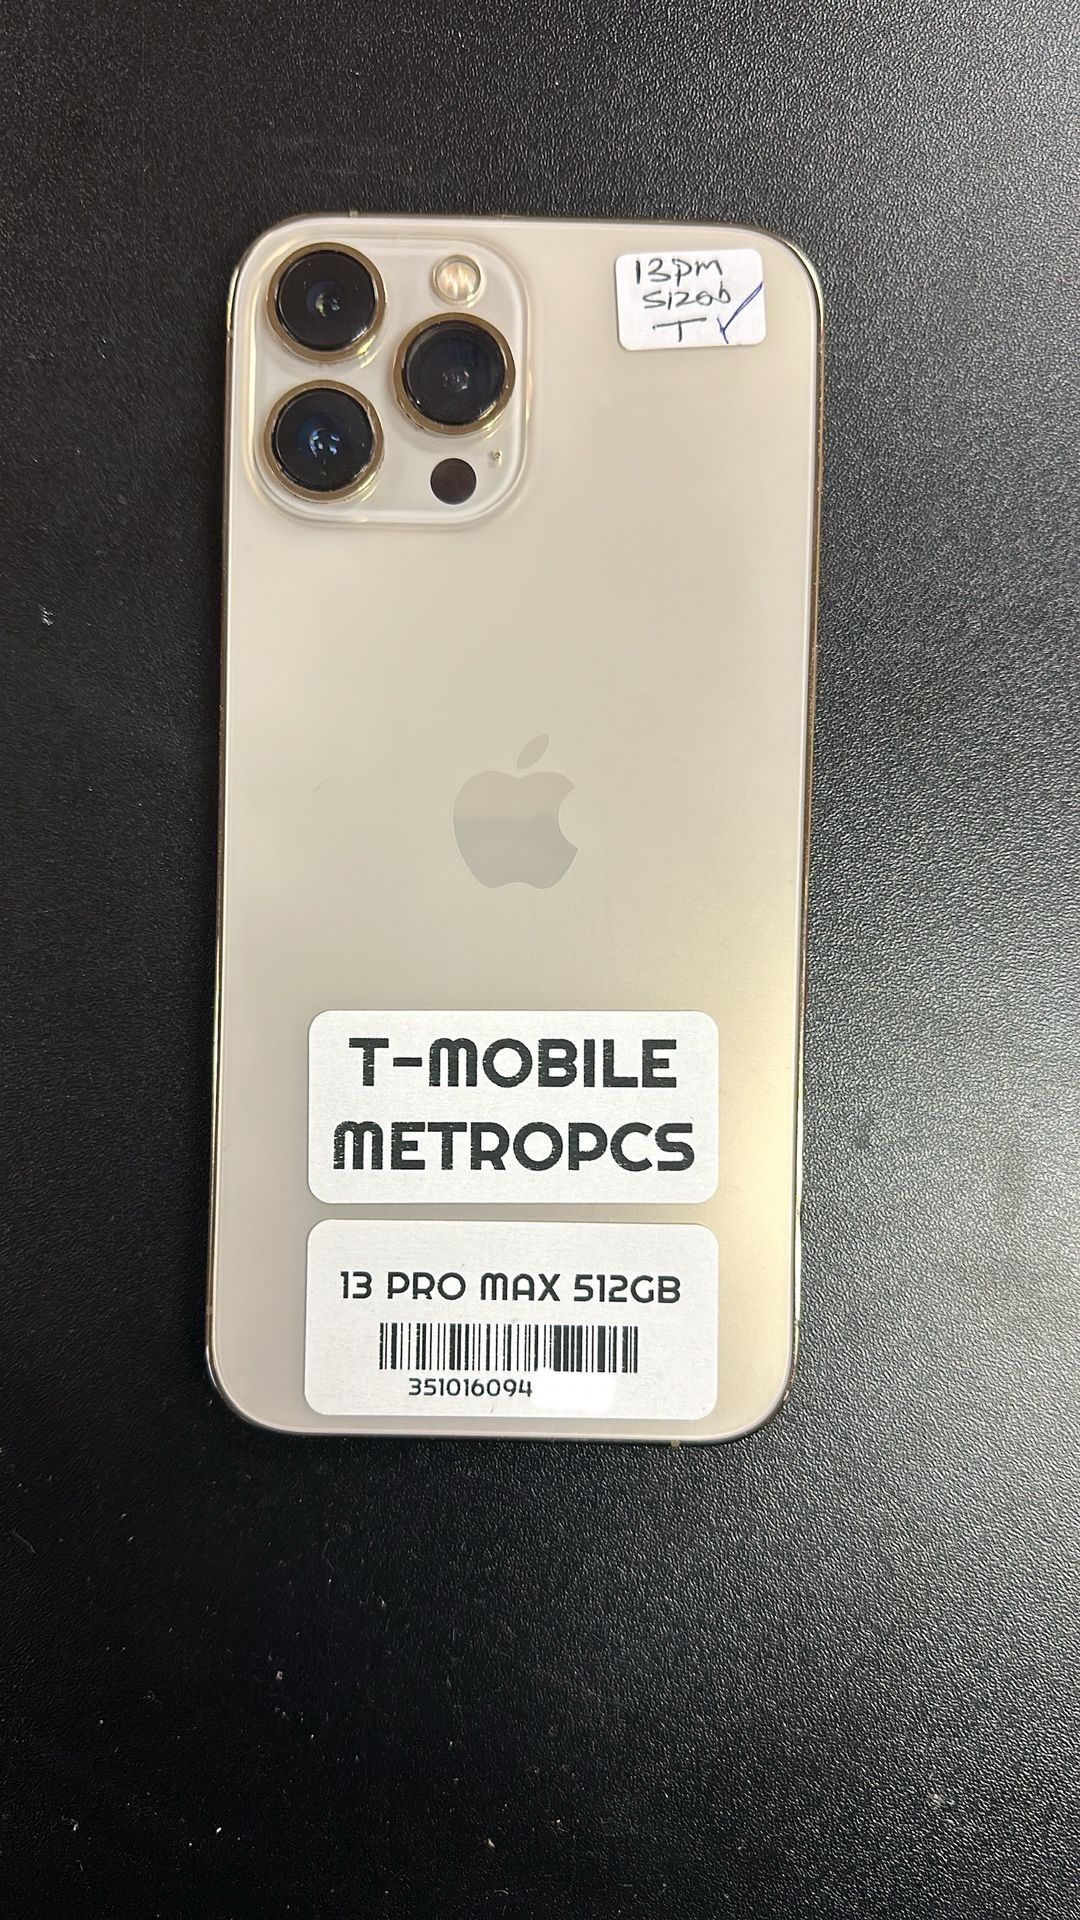 13pm
512Gb
T
T-MOBILE
METROPCS
13 PRO MAX 512GB
351016094